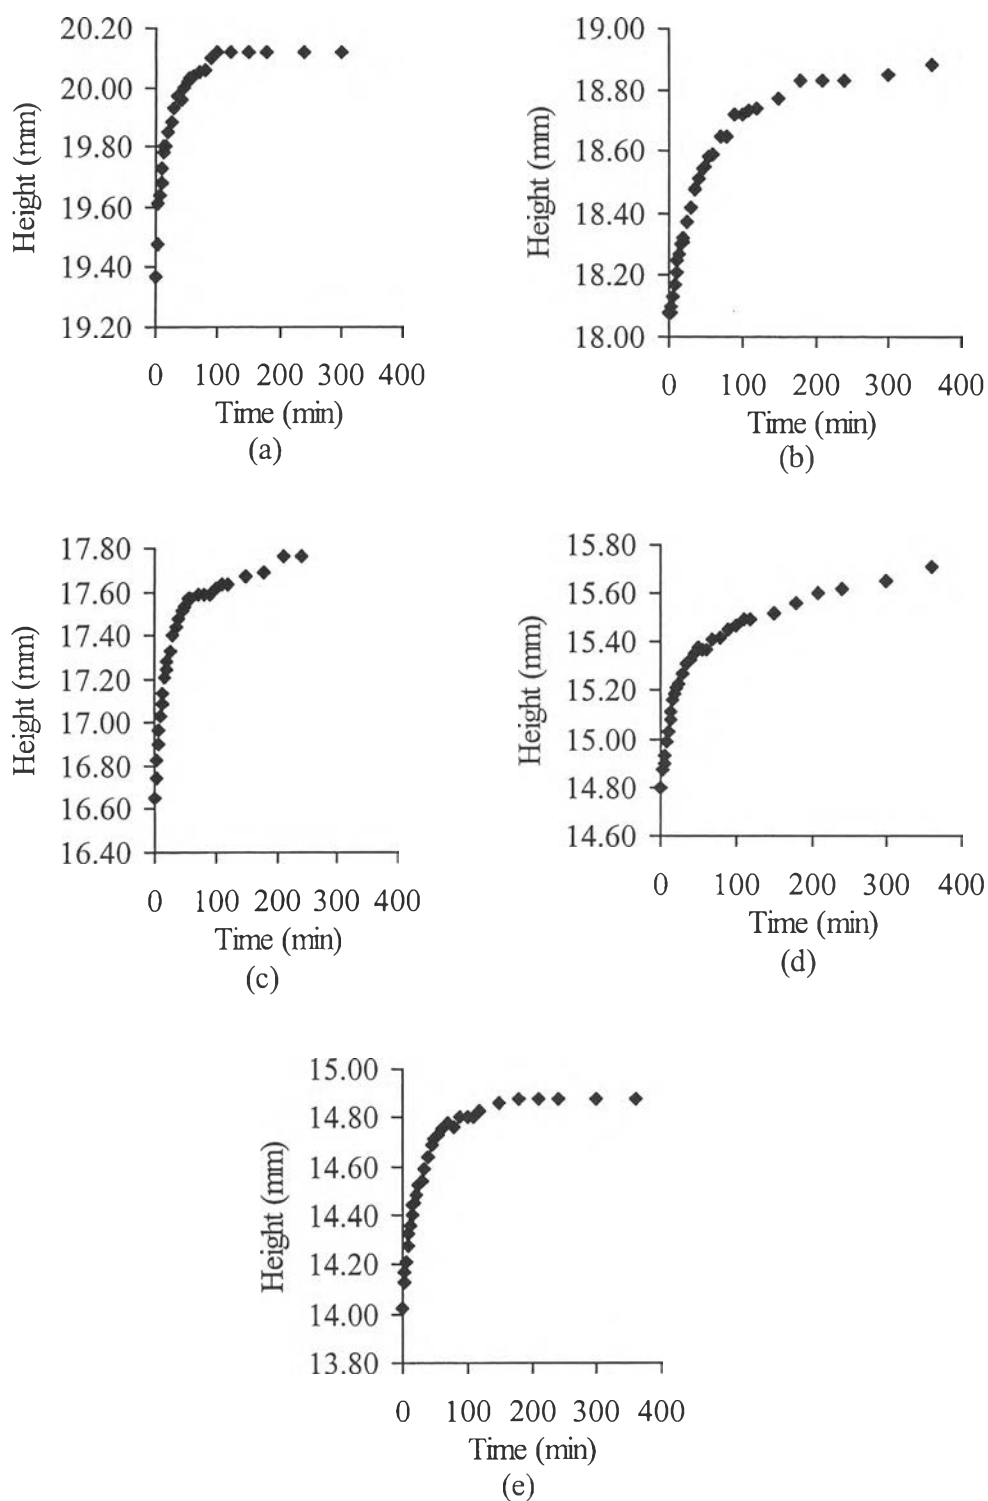 20.20
20.00
19.80
19.60
19.40
19.20
Height (mm)
0 100 200 300 400
Time (min)
(a)
19.00
18.80
18.60
18.40
18.20
18.00
Height (mm)
0 100 200 300 400
Time (min)
(b)
17.80
17.60
17.40
17.20
17.00
16.80
16.60
16.40
Height (mm)
0 100 200 300 400
Time (min)
(c)
15.80
15.60
15.40
15.20
15.00
14.80
14.60
Height (mm)
0 100 200 300 400
Time (min)
(d)
15.00
14.80
14.60
14.40
14.20
14.00
13.80
Height (mm)
0 100 200 300 400
Time (min)
(e)